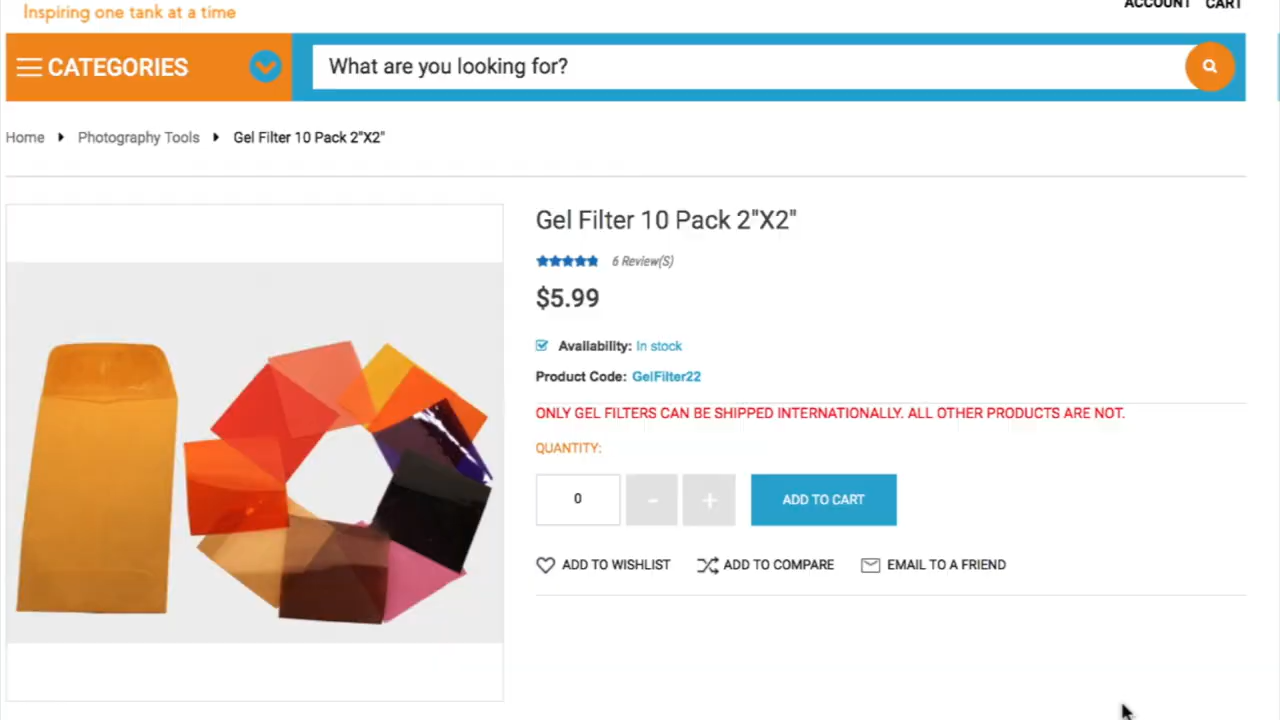 Inspiring one tank at a time
ACCOUNT CART
CATEGORIES
What are you looking for?
Home Photography Tools Gel Filter 10 Pack 2"X2"
Gel Filter 10 Pack 2"X2"
6 Review(S)
$5.99
Availability: In stock
Product Code: GelFilter22
ONLY GEL FILTERS CAN BE SHIPPED INTERNATIONALLY. ALL OTHER PRODUCTS ARE NOT.
QUANTITY:
0 - + ADD TO CART
ADD TO WISHLIST ADD TO COMPARE EMAIL TO A FRIEND